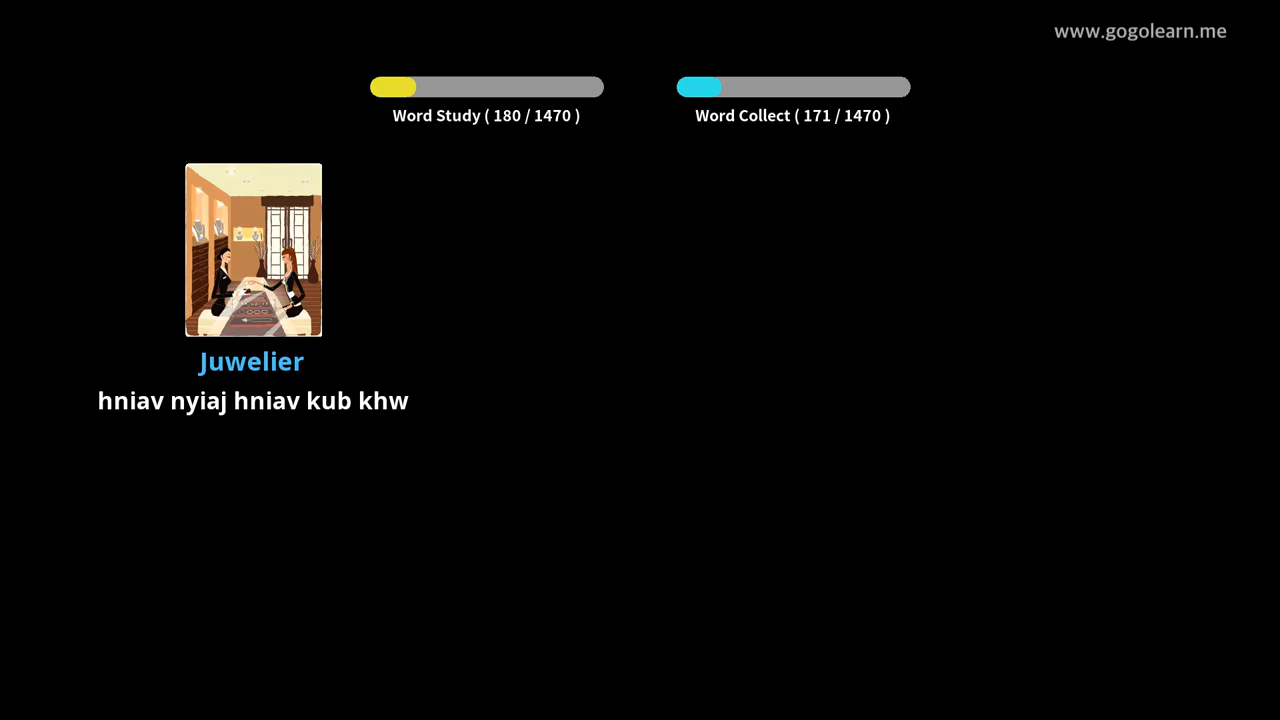 www.gogolearn.me
Word Study ( 180 / 1470 )
Word Collect ( 171 / 1470 )
Juwelier
hniav nyiaj hniav kub khw